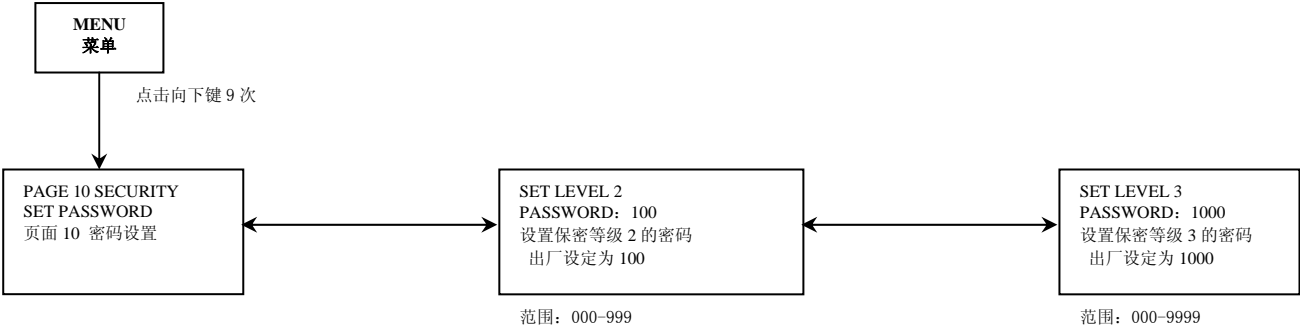 MENU
菜单
点击向下键 9 次
PAGE 10 SECURITY
SET PASSWORD
页面 10 密码设置
SET LEVEL 2
PASSWORD：100
设置保密等级 2 的密码
出厂设定为 100
范围：000-999
SET LEVEL 3
PASSWORD：1000
设置保密等级 3 的密码
出厂设定为 1000
范围：000-9999